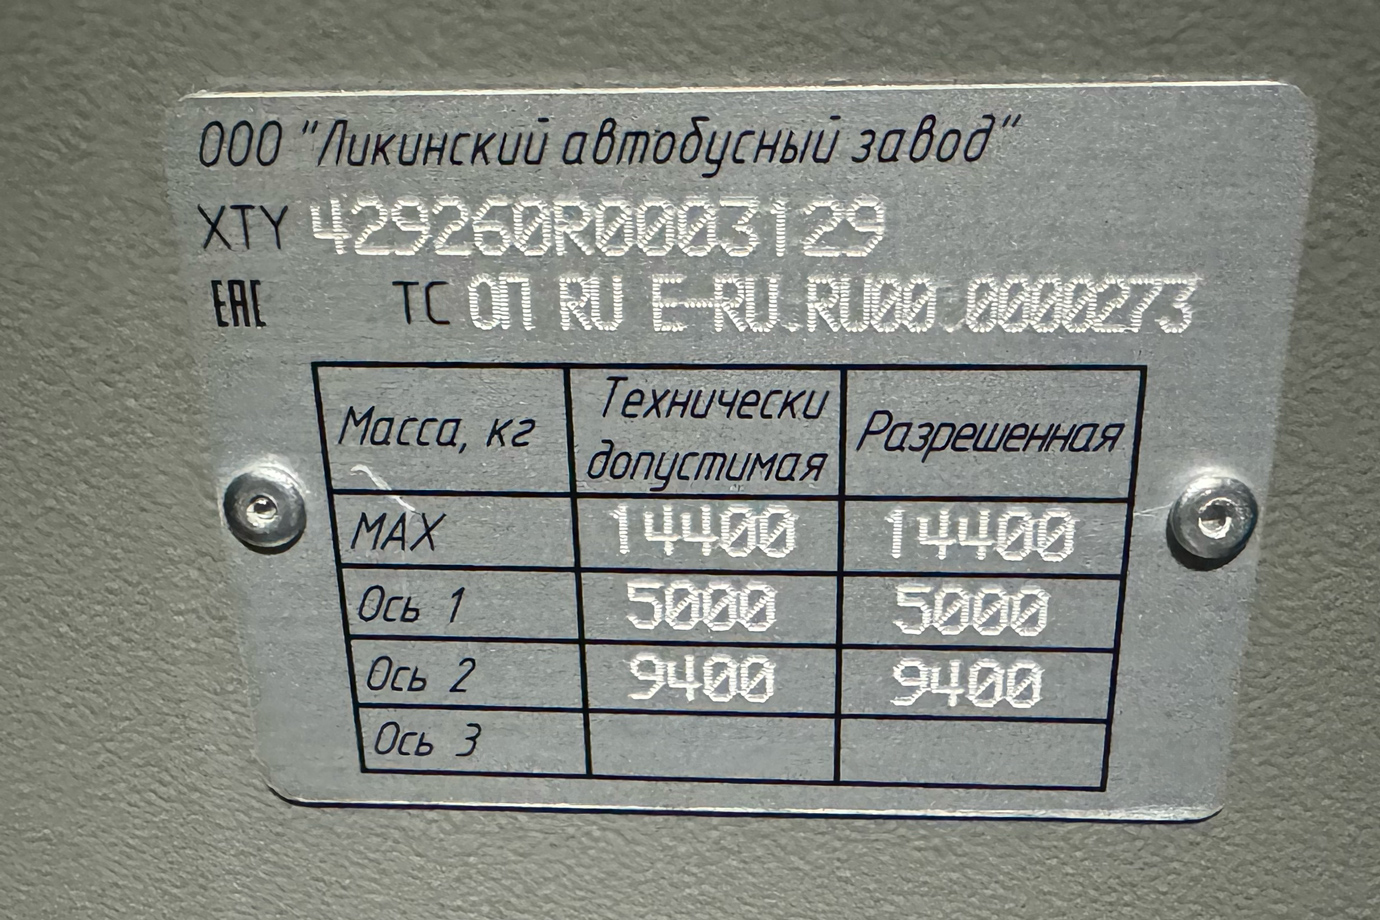 ООО "Ликинский автобусный завод"
XTY 429260R0003129
ЕАС ТС ОП RU E-RU.RU00.0000273
Масса, кг Технически допустимая Разрешенная
MAX 14400 14400
Ось 1 5000 5000
Ось 2 9400 9400
Ось 3